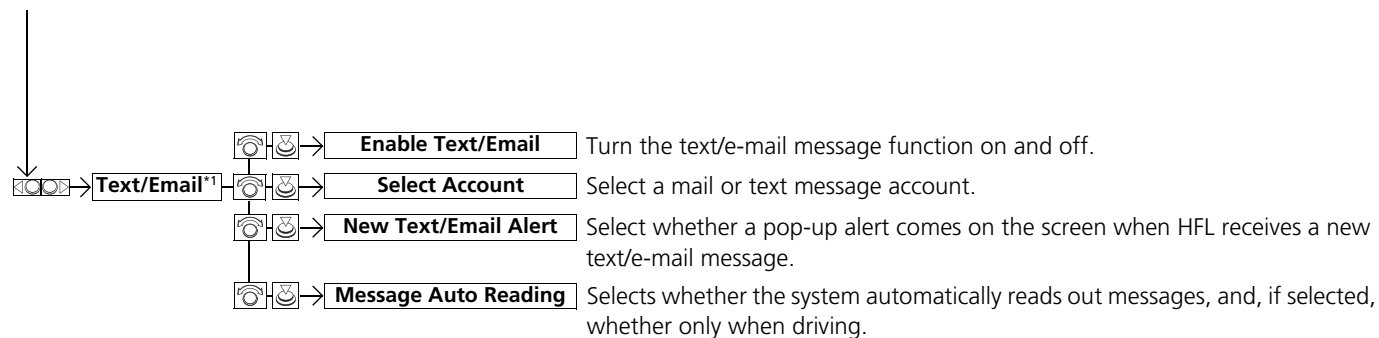 Enable Text/Email Turn the text/e-mail message function on and off.
Text/Email*1 Select Account Select a mail or text message account.
New Text/Email Alert Select whether a pop-up alert comes on the screen when HFL receives a new
text/e-mail message.
Message Auto Reading Selects whether the system automatically reads out messages, and, if selected,
whether only when driving.